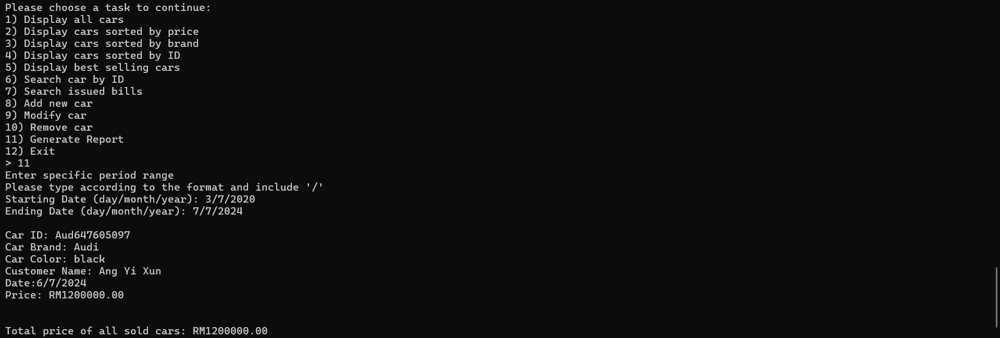 Please choose a task to continue:
1) Display all cars
2) Display cars sorted by price
3) Display cars sorted by brand
4) Display cars sorted by ID
5) Display best selling cars
6) Search car by ID
7) Search issued bills
8) Add new car
9) Modify car
10) Remove car
11) Generate Report
12) Exit
> 11
Enter specific period range
Please type according to the format and include '/'
Starting Date (day/month/year): 3/7/2020
Ending Date (day/month/year): 7/7/2024
Car ID: Aud647605097
Car Brand: Audi
Car Color: black
Customer Name: Ang Yi Xun
Date:6/7/2024
Price: RM1200000.00
Total price of all sold cars: RM1200000.00